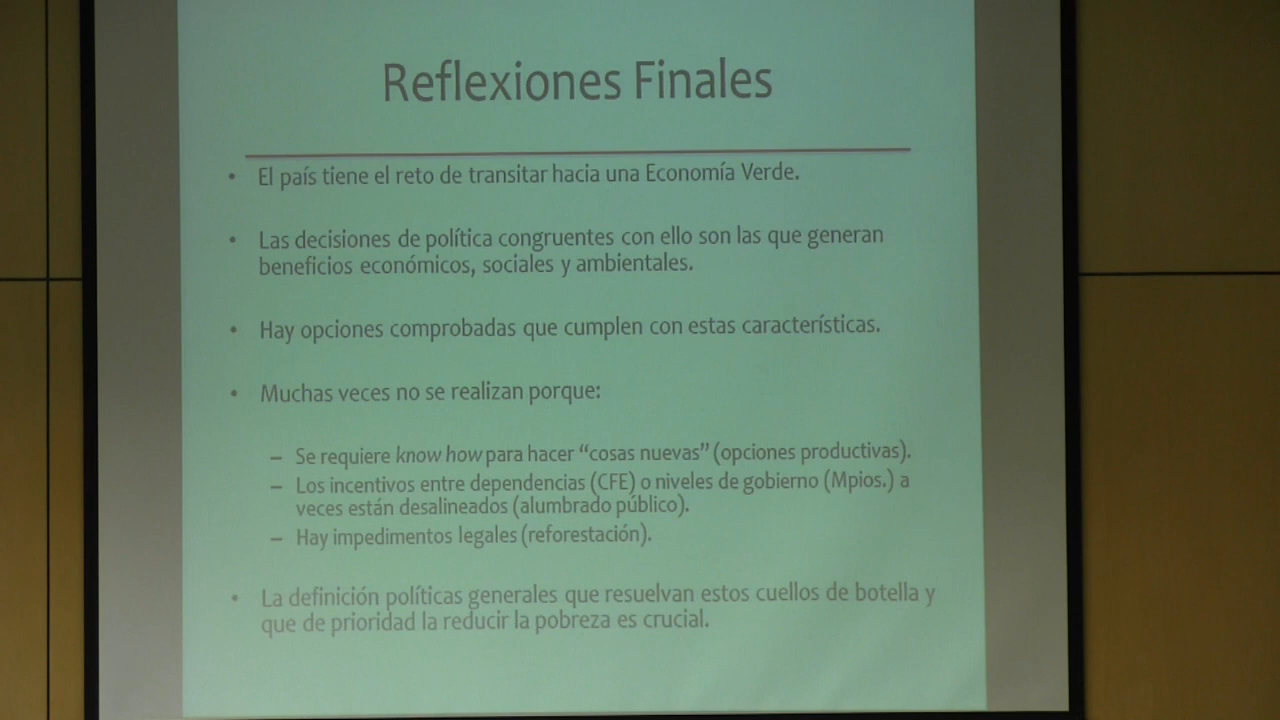 Reflexiones Finales
• El país tiene el reto de transitar hacia una Economía Verde.
• Las decisiones de política congruentes con ello son las que generan
beneficios económicos, sociales y ambientales.
• Hay opciones comprobadas que cumplen con estas características.
• Muchas veces no se realizan porque:
– Se requiere know how para hacer “cosas nuevas” (opciones productivas).
– Los incentivos entre dependencias (CFE) o niveles de gobierno (Mpios.) a
veces están desalineados (alumbrado público).
– Hay impedimentos legales (reforestación).
• La definición políticas generales que resuelvan estos cuellos de botella y
que de prioridad la reducir la pobreza es crucial.